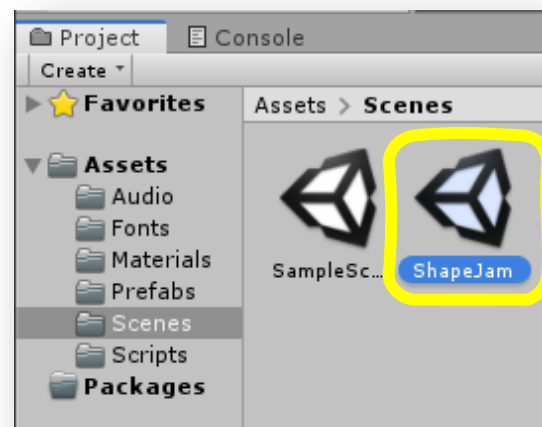 Project Console
Create
Favorites
Assets > Scenes
Assets
Audio
Fonts
Materials
Prefabs
Scenes
Scripts
Packages
SampleSc...
ShapeJam